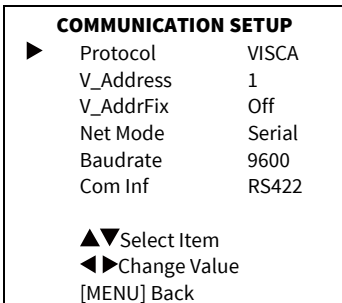 COMMUNICATION SETUP
▶ Protocol VISCA
V_Address 1
V_AddrFix Off
Net Mode Serial
Baudrate 9600
Com Inf RS422
▲▼Select Item
◀ ▶Change Value
[MENU] Back